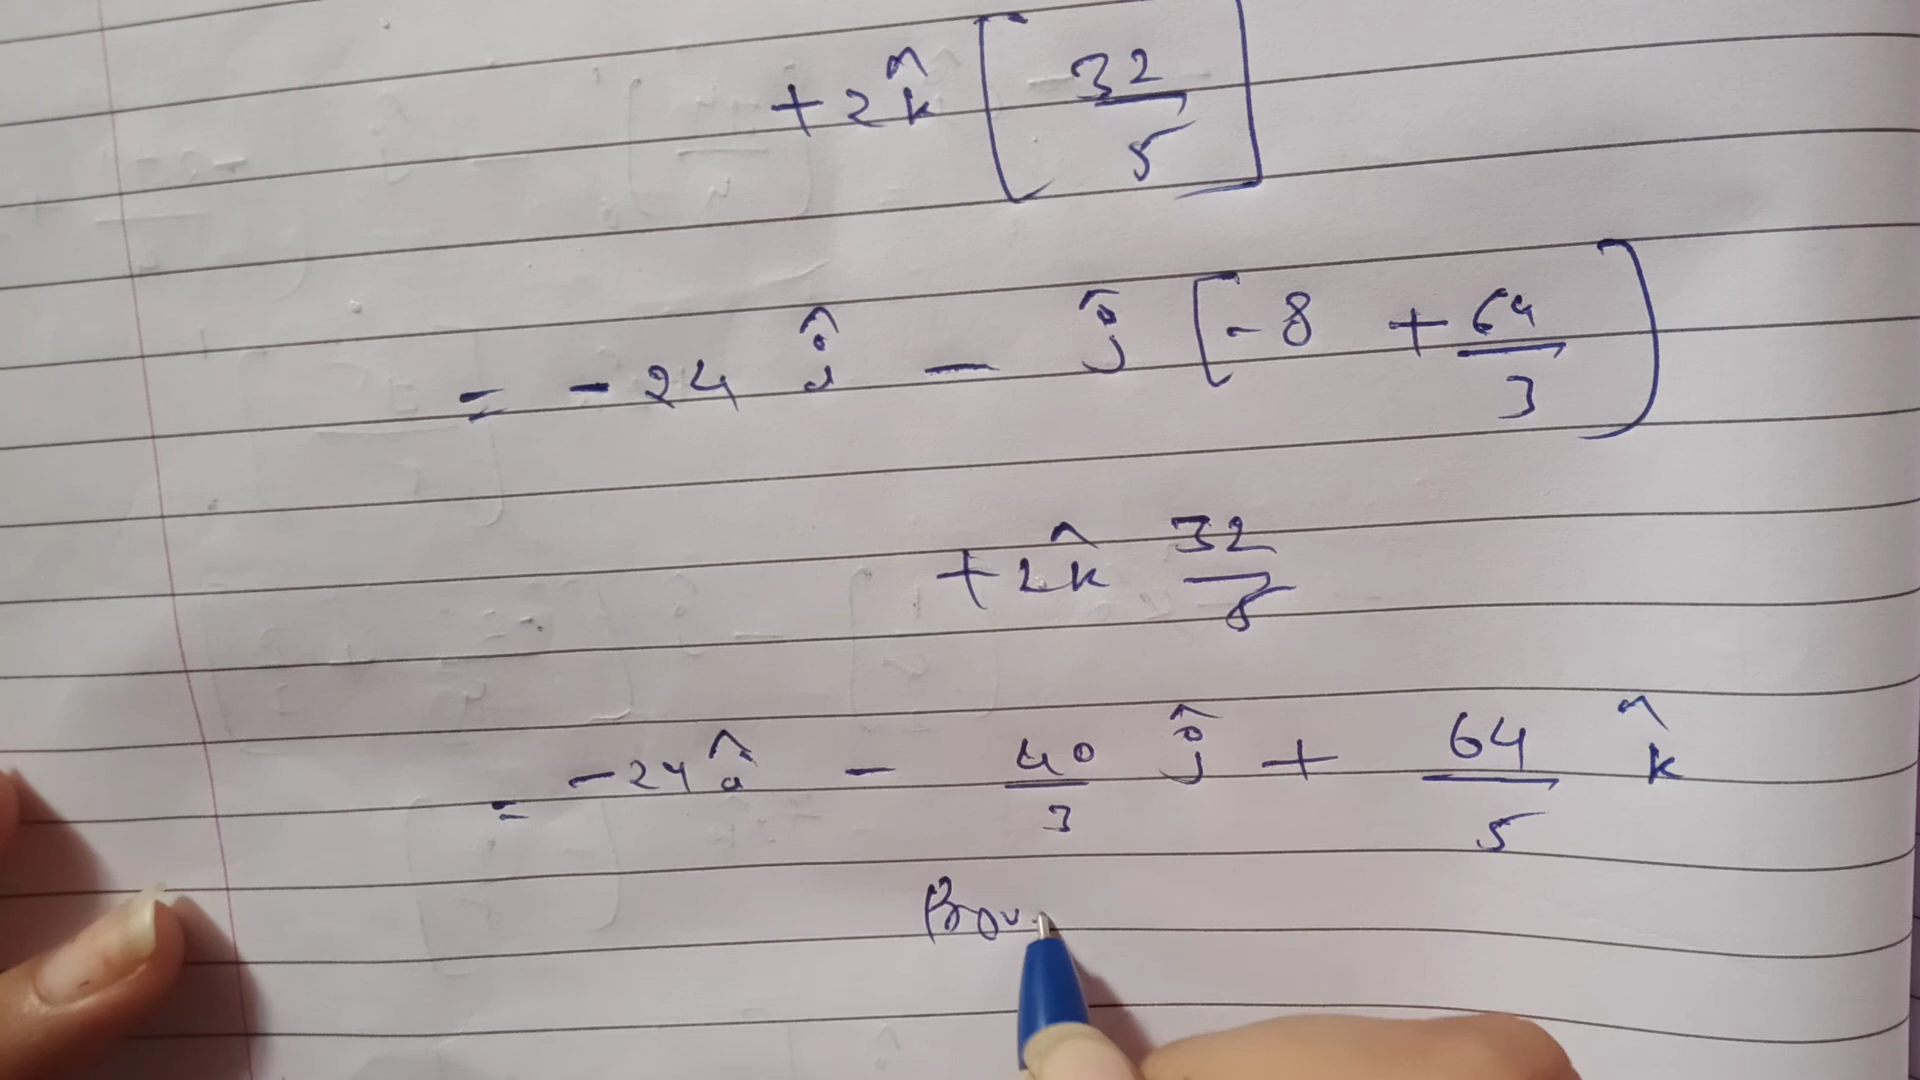 + 2k̂ [32/5]
= - 24 î - ĵ [-8 + 64/3)
+ 2k̂ 32/5
= -24 î - 40/3 ĵ + 64/5 k̂
Prov